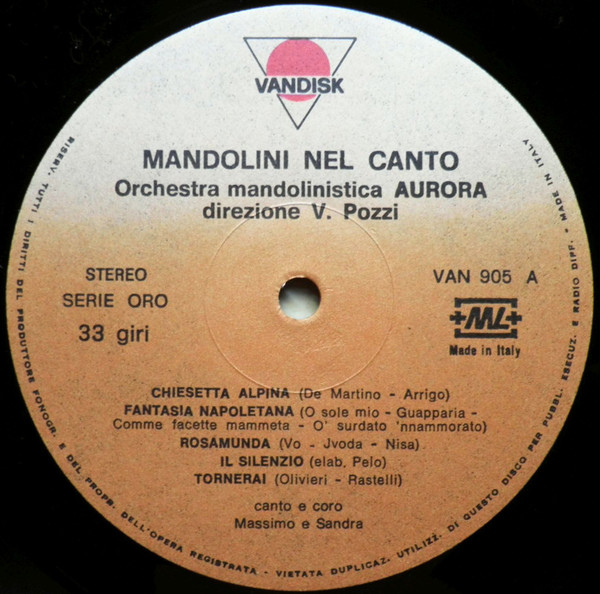 VANDISK
MANDOLINI NEL CANTO
Orchestra mandolinistica AURORA
direzione V. Pozzi
STEREO
SERIE ORO
33 giri
VAN 905 A
ML
Made in Italy
CHIESETTA ALPINA (De Martino - Arrigo)
FANTASIA NAPOLETANA (O sole mio - Guapparia -
Comme facette mammeta - O' surdato 'nnammorato)
ROSAMUNDA (Vo - Jvoda - Nisa)
IL SILENZIO (elab. Pelo)
TORNERAI (Olivieri - Rastelli)
canto e coro
Massimo e Sandra
RISERV. TUTTI I DIRITTI DEL PRODUTTORE FONOGR. E DEL PROPR. DELL'OPERA REGISTRATA - VIETATA DUPLICAZ. UTILIZZ. DI QUESTO DISCO PER PUBBL. ESECUZ. E RADIO DIFF. - MADE IN ITALY